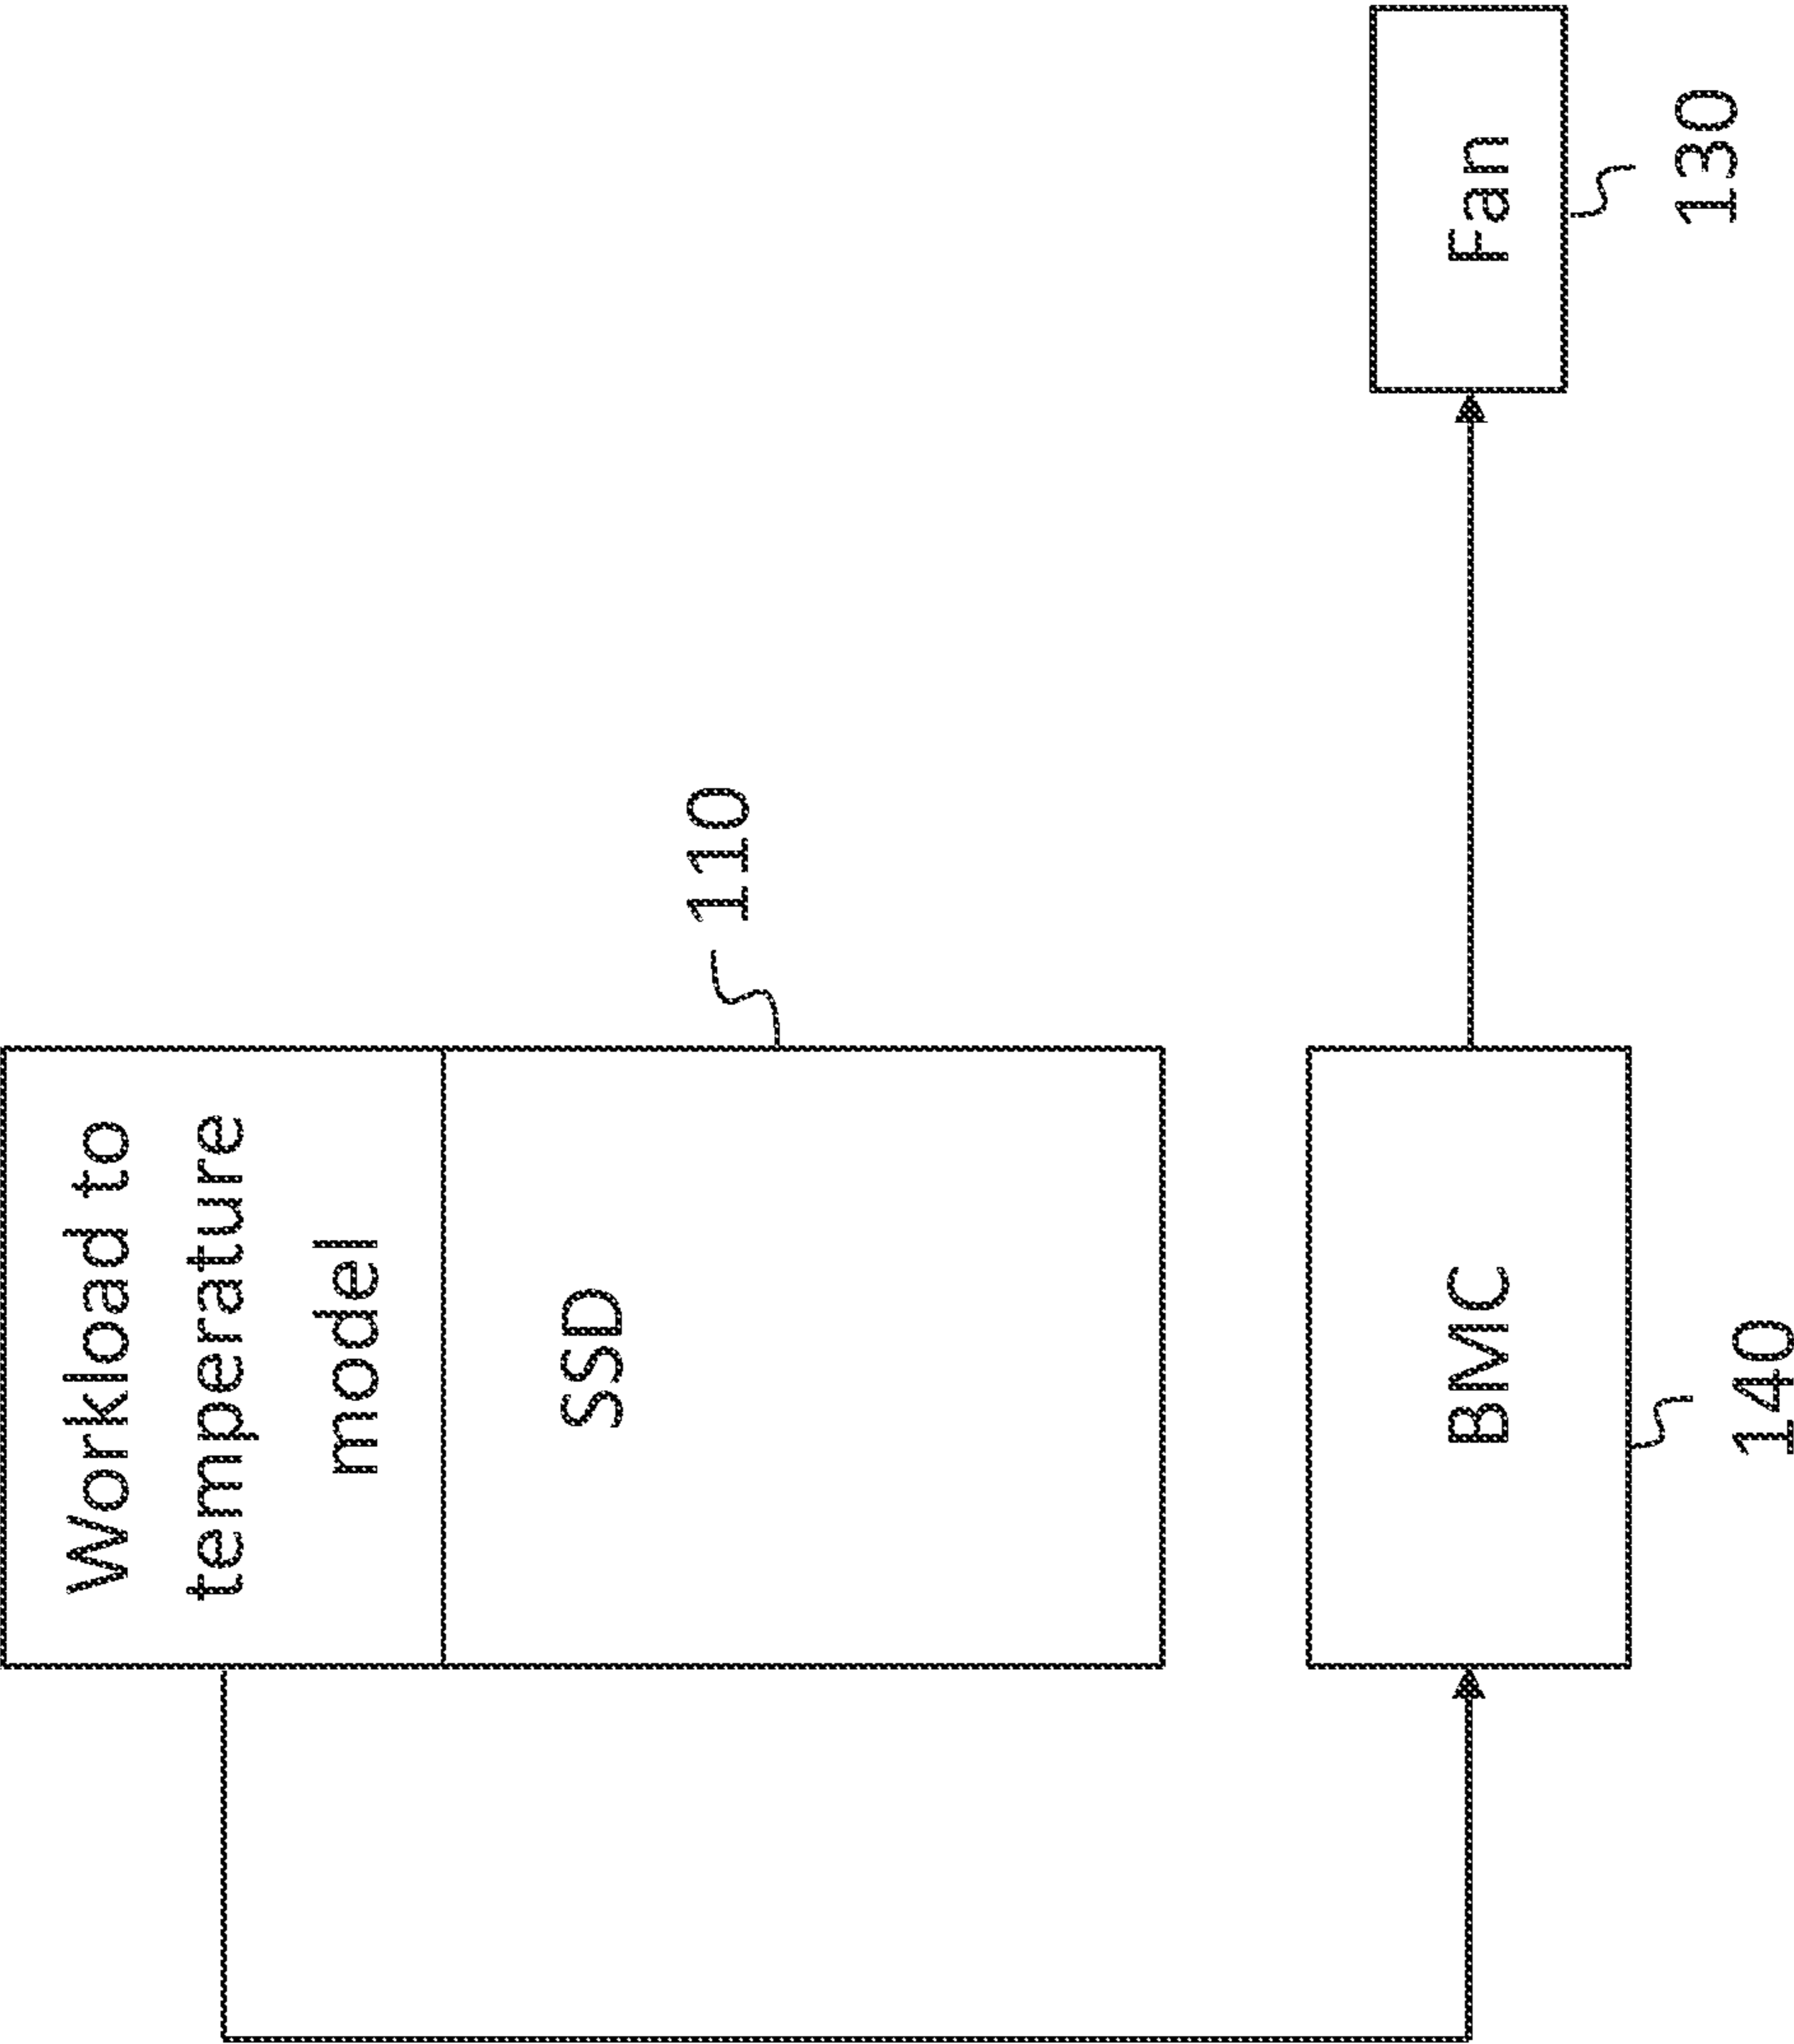 Workload to
temperature
model
SSD
110
BMC
140
Fan
130